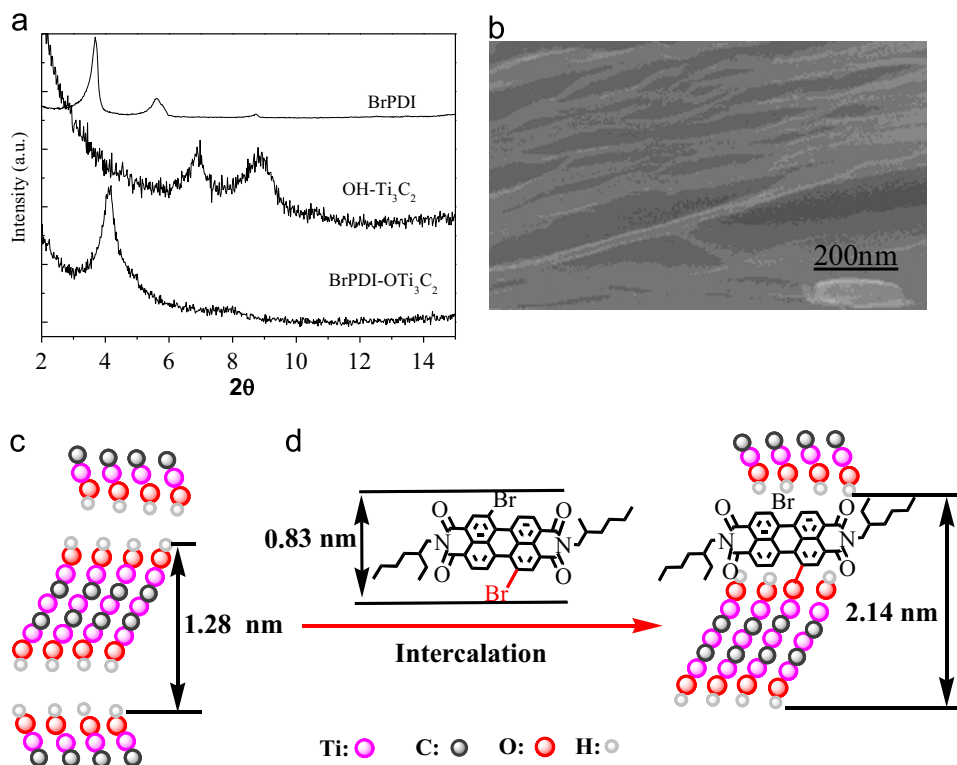 a
Intensity (a.u.)
BrPDI
OH-Ti₃C₂
BrPDI-OTi₃C₂
2 4 6 8 10 12 14
2θ
b
200nm
c
1.28 nm
d
0.83 nm
Br
O O
N N
O O
Br
Intercalation
Br
O O
N N
O O
2.14 nm
Ti: C: O: H: